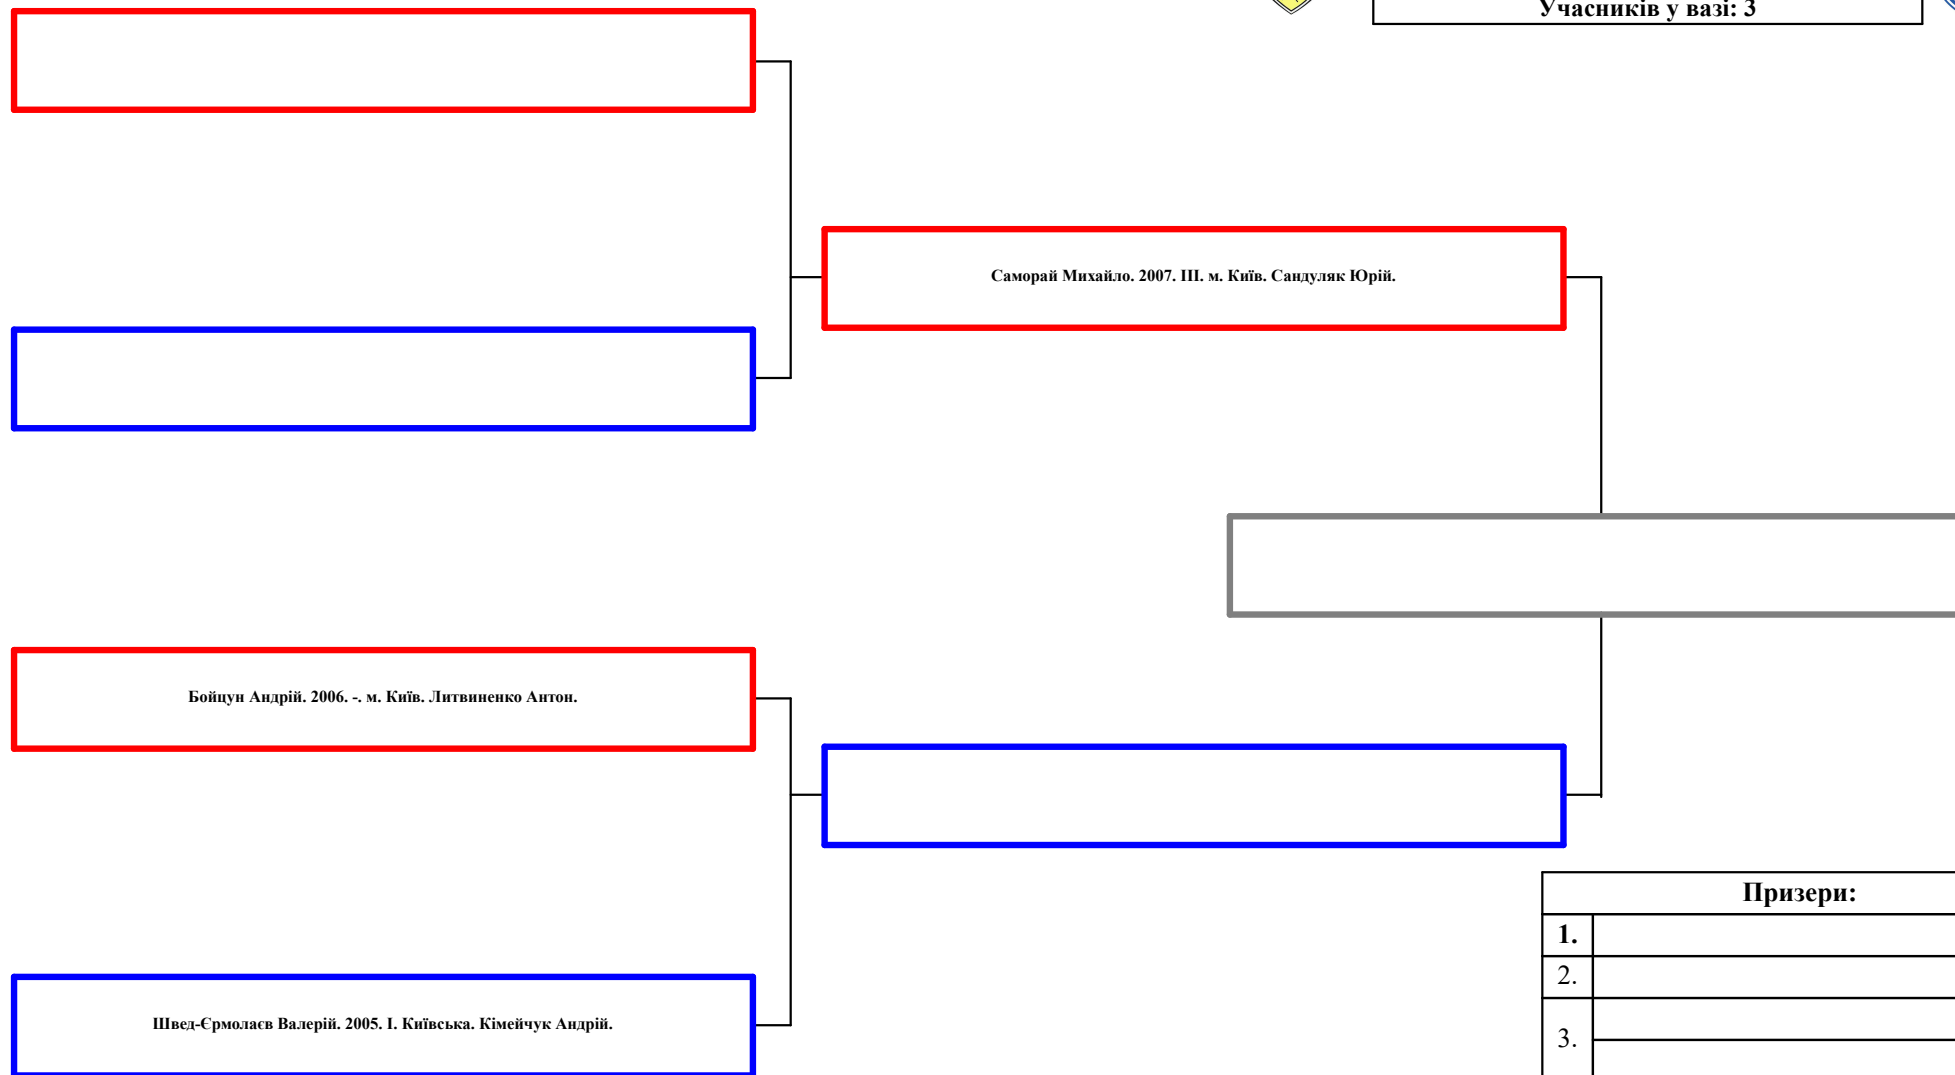 Учасників у вазі: 3
Саморай Михайло. 2007. III. м. Київ. Сандуляк Юрій.
Бойцун Андрій. 2006. -. м. Київ. Литвиненко Антон.
Швед-Єрмолаєв Валерій. 2005. I. Київська. Кімейчук Андрій.
Призери:
1.
2.
3.